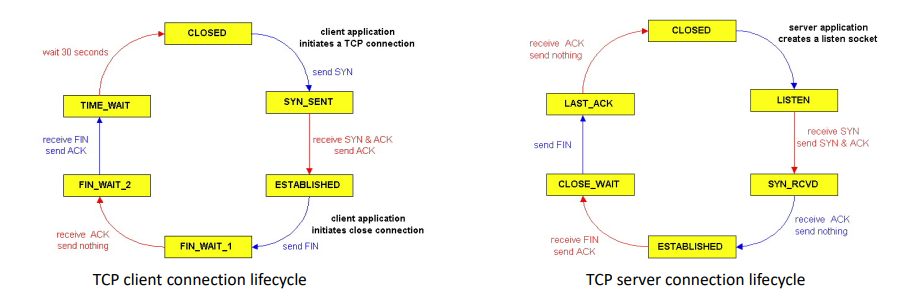 CLOSED
client application
initiates a TCP connection
wait 30 seconds
send SYN
TIME_WAIT
SYN_SENT
receive FIN
send ACK
receive SYN & ACK
send ACK
FIN_WAIT_2
ESTABLISHED
client application
initiates close connection
receive ACK
send nothing
send FIN
FIN_WAIT_1
TCP client connection lifecycle
CLOSED
server application
creates a listen socket
receive ACK
send nothing
LAST_ACK
LISTEN
send FIN
receive SYN
send SYN & ACK
CLOSE_WAIT
SYN_RCVD
receive ACK
send nothing
receive FIN
send ACK
ESTABLISHED
TCP server connection lifecycle